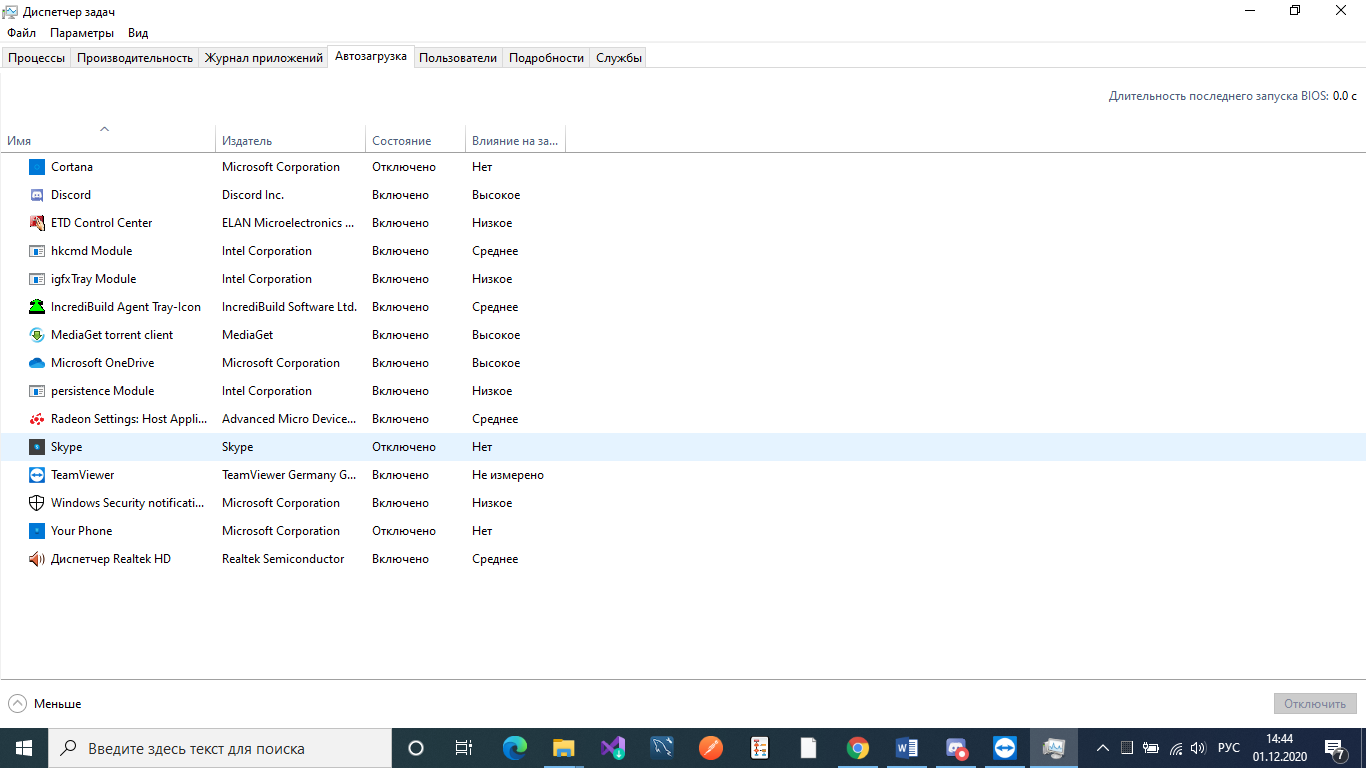 Диспетчер задач
Файл Параметры Вид
Процессы Производительность Журнал приложений Автозагрузка Пользователи Подробности Службы
Длительность последнего запуска BIOS: 0.0 с
Имя Издатель Состояние Влияние на за...
Cortana Microsoft Corporation Отключено Нет
Discord Discord Inc. Включено Высокое
ETD Control Center ELAN Microelectronics ... Включено Низкое
hkcmd Module Intel Corporation Включено Среднее
igfxTray Module Intel Corporation Включено Низкое
IncrediBuild Agent Tray-Icon IncrediBuild Software Ltd. Включено Среднее
MediaGet torrent client MediaGet Включено Высокое
Microsoft OneDrive Microsoft Corporation Включено Высокое
persistence Module Intel Corporation Включено Низкое
Radeon Settings: Host Appli... Advanced Micro Device... Включено Среднее
Skype Skype Отключено Нет
TeamViewer TeamViewer Germany G... Включено Не измерено
Windows Security notificati... Microsoft Corporation Включено Низкое
Your Phone Microsoft Corporation Отключено Нет
Диспетчер Realtek HD Realtek Semiconductor Включено Среднее
Меньше Отключить
Введите здесь текст для поиска РУС 14:44
01.12.2020 7